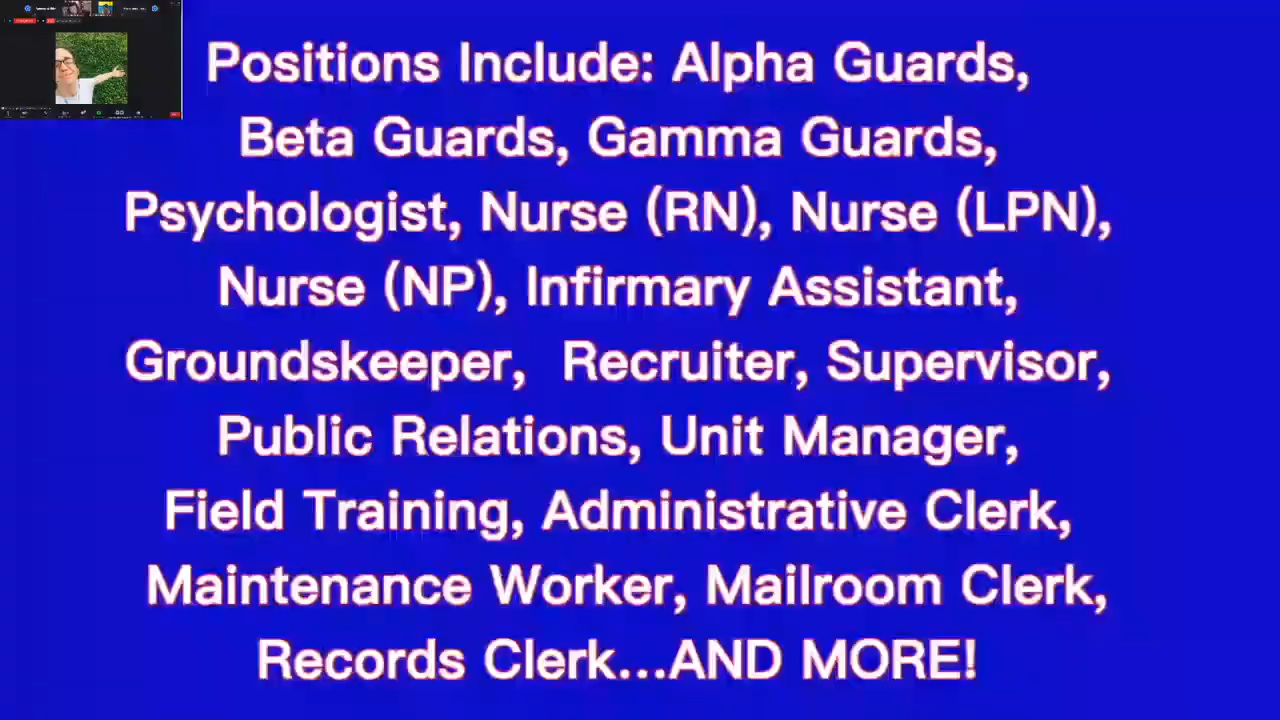 Positions Include: Alpha Guards,
Beta Guards, Gamma Guards,
Psychologist, Nurse (RN), Nurse (LPN),
Nurse (NP), Infirmary Assistant,
Groundskeeper,  Recruiter, Supervisor,
Public Relations, Unit Manager,
Field Training, Administrative Clerk,
Maintenance Worker, Mailroom Clerk,
Records Clerk...AND MORE!